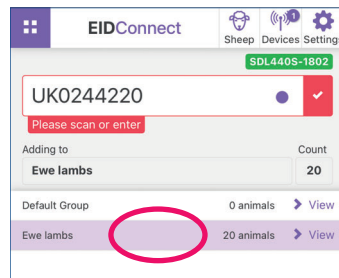 EIDConnect
Sheep Devices 1 Setting
SDL440S-1802
UK0244220
Please scan or enter
Adding to Count
Ewe lambs 20
Default Group 0 animals View
Ewe lambs 20 animals View